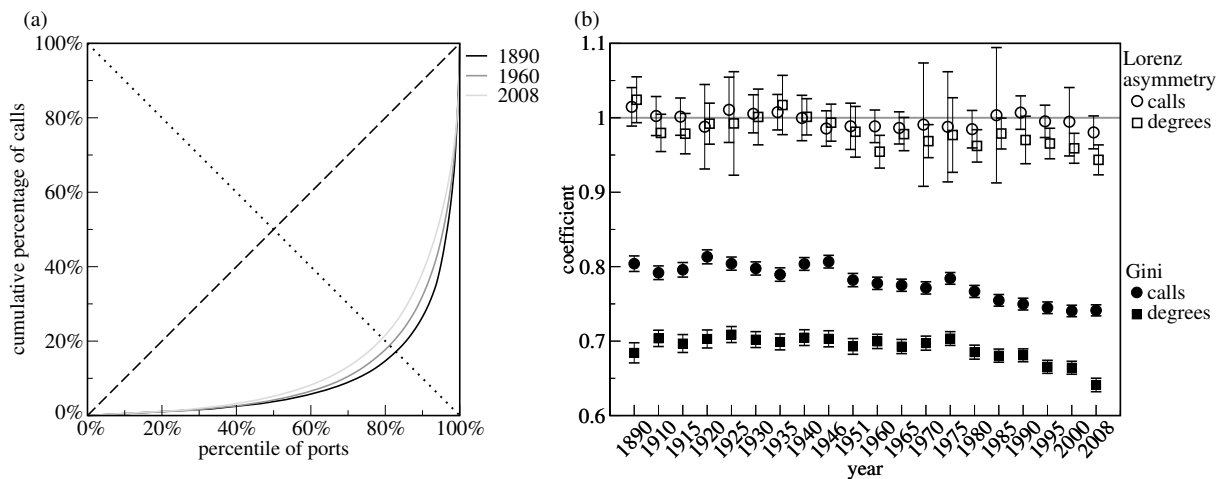 (a)
100%
80%
60%
40%
20%
0%
cumulative percentage of calls
0% 20% 40% 60% 80% 100%
percentile of ports
1890
1960
2008
(b)
1.1
1
0.9
0.8
0.7
0.6
coefficient
1890 1910 1915 1920 1925 1930 1935 1940 1946 1951 1960 1965 1970 1975 1980 1985 1990 1995 2000 2008
year
Lorenz
asymmetry
calls
degrees
Gini
calls
degrees